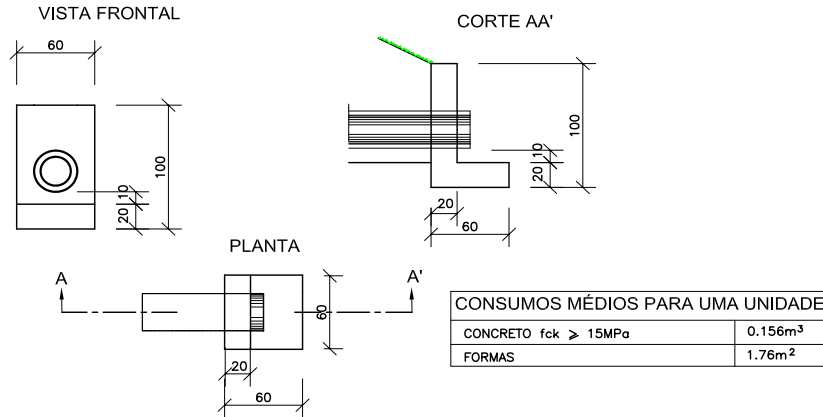 VISTA FRONTAL
60
100
10
20
CORTE AA'
100
10
20
20
60
PLANTA
A
A'
60
20
60
CONSUMOS MÉDIOS PARA UMA UNIDADE
CONCRETO fck ⩾ 15MPa 0.156m³
FORMAS 1.76m²